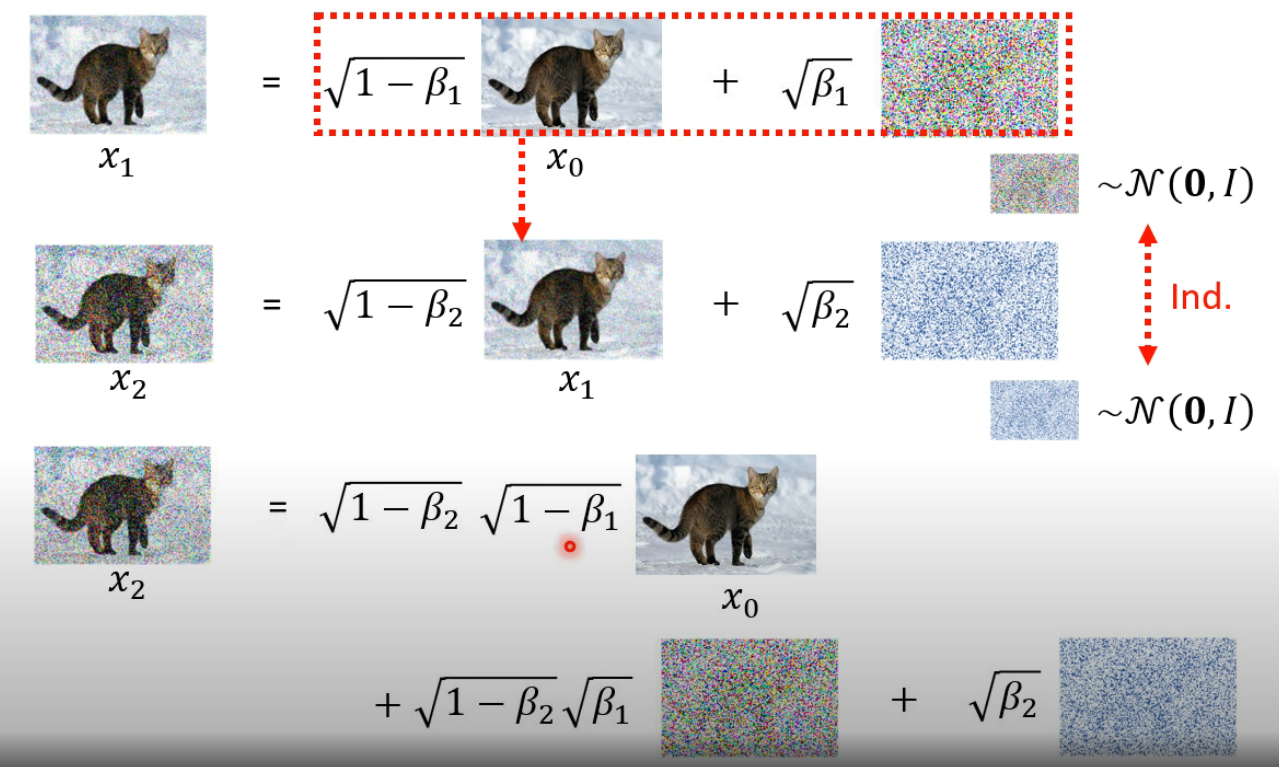 = √(1 − β₁) + √β₁
x₁ x₀
~𝒩(𝟎, I)
= √(1 − β₂) + √β₂
Ind.
x₂ x₁
~𝒩(𝟎, I)
= √(1 − β₂) √(1 − β₁)
x₂ x₀
+ √(1 − β₂) √β₁ + √β₂